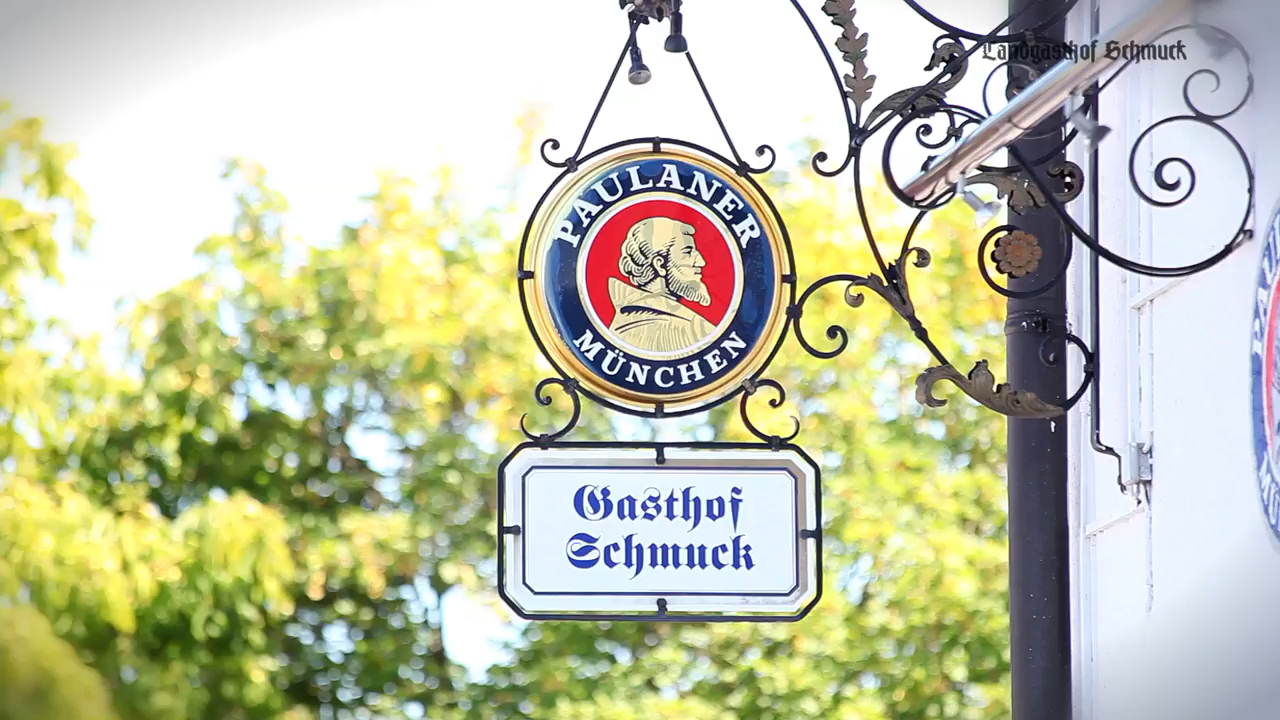 Landgasthof Schmuck
PAULANER
MÜNCHEN
Gasthof
Schmuck